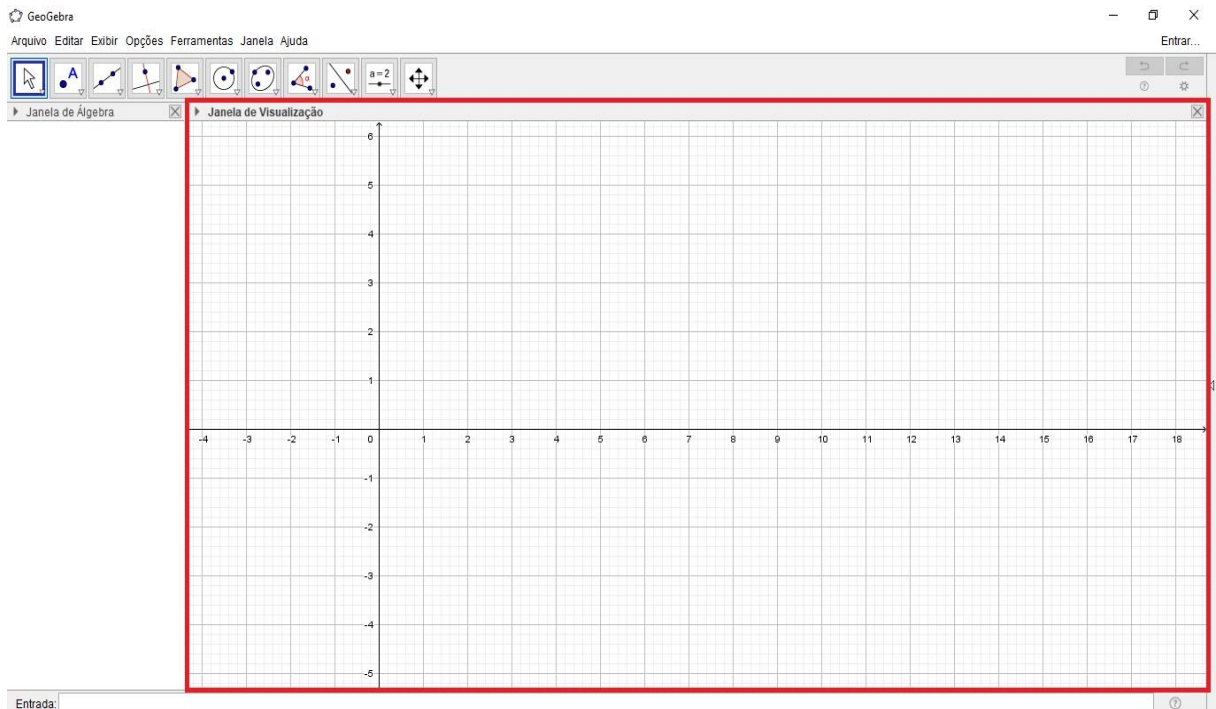 GeoGebra
Arquivo Editar Exibir Opções Ferramentas Janela Ajuda Entrar...
A α a = 2
Janela de Álgebra Janela de Visualização
6
5
4
3
2
1
-4 -3 -2 -1 0 1 2 3 4 5 6 7 8 9 10 11 12 13 14 15 16 17 18
-1
-2
-3
-4
-5
Entrada: